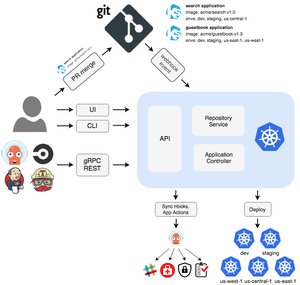 git
search application
image: acme/search:v1.0
envs: dev, staging, us-central-1
guestbook application
image: acme/guestbook:v1.3
envs: dev, staging, us-east-1, us-west-1
PR merge
webhook
event
UI
CLI
gRPC
REST
API
Repository
Service
Application
Controller
Sync Hooks,
App Actions
Deploy
dev
staging
us-west-1
us-central-1
us-east-1